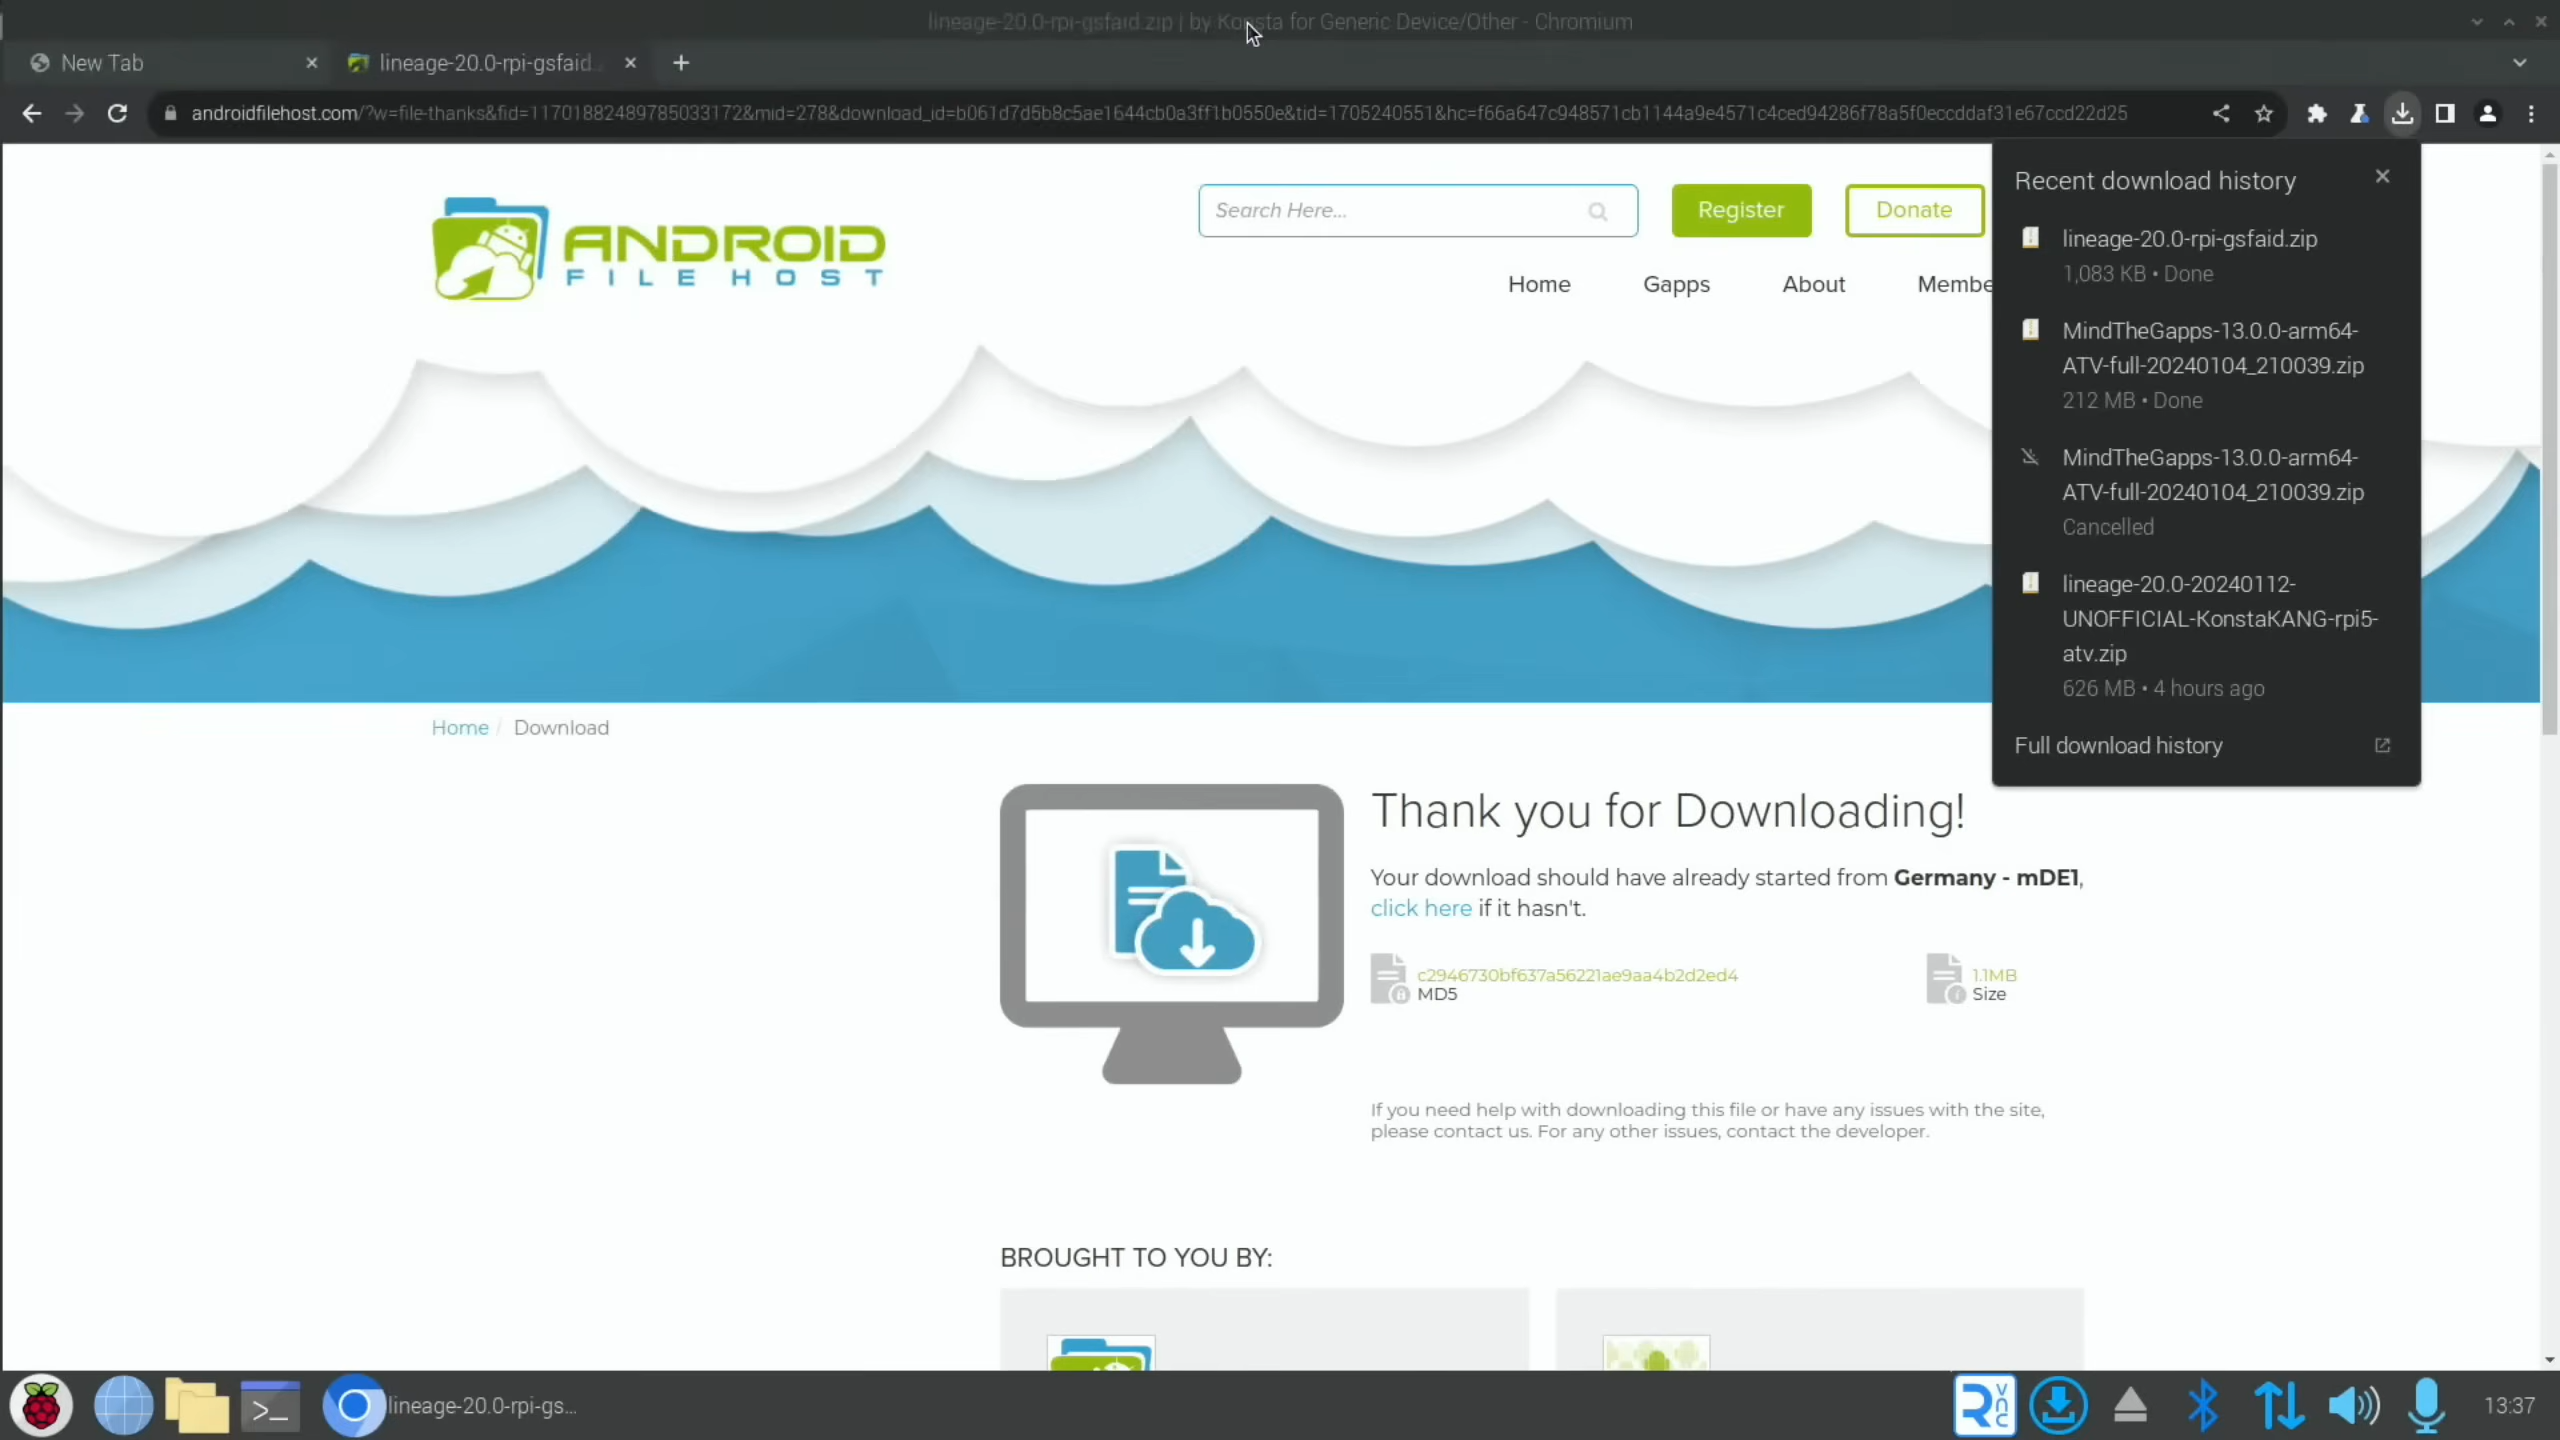 lineage-20.0-rpi-gsfaid.zip | by Konsta for Generic Device/Other - Chromium
New Tab
lineage-20.0-rpi-gsfaid
androidfilehost.com/?w=file-thanks&fid=11701882489785033172&mid=278&download_id=b061d7d5b8c5ae1644cb0a3ff1b0550e&tid=1705240551&hc=f66a647c948571cb1144a9e4571c4ced94286f78a5f0eccddaf31e67ccd22d25
ANDROID
FILE HOST
Search Here...
Register
Donate
Home
Gapps
About
Membe
Recent download history
lineage-20.0-rpi-gsfaid.zip
1,083 KB • Done
MindTheGapps-13.0.0-arm64-
ATV-full-20240104_210039.zip
212 MB • Done
MindTheGapps-13.0.0-arm64-
ATV-full-20240104_210039.zip
Cancelled
lineage-20.0-20240112-
UNOFFICIAL-KonstaKANG-rpi5-
atv.zip
626 MB • 4 hours ago
Full download history
Home / Download
Thank you for Downloading!
Your download should have already started from Germany - mDE1,
click here if it hasn't.
c2946730bf637a56221ae9aa4b2d2ed4
MD5
1.1MB
Size
If you need help with downloading this file or have any issues with the site,
please contact us. For any other issues, contact the developer.
BROUGHT TO YOU BY:
lineage-20.0-rpi-gs...
VNC
13:37